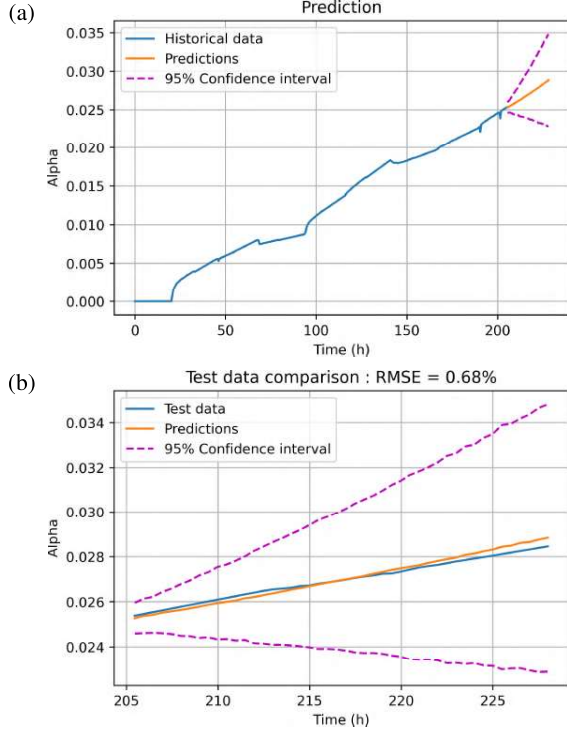 (a)
Prediction
Historical data
Predictions
95% Confidence interval
0.035
0.030
0.025
0.020
0.015
0.010
0.005
0.000
Alpha
0 50 100 150 200
Time (h)
(b)
Test data comparison : RMSE = 0.68%
Test data
Predictions
95% Confidence interval
0.034
0.032
0.030
0.028
0.026
0.024
Alpha
205 210 215 220 225
Time (h)